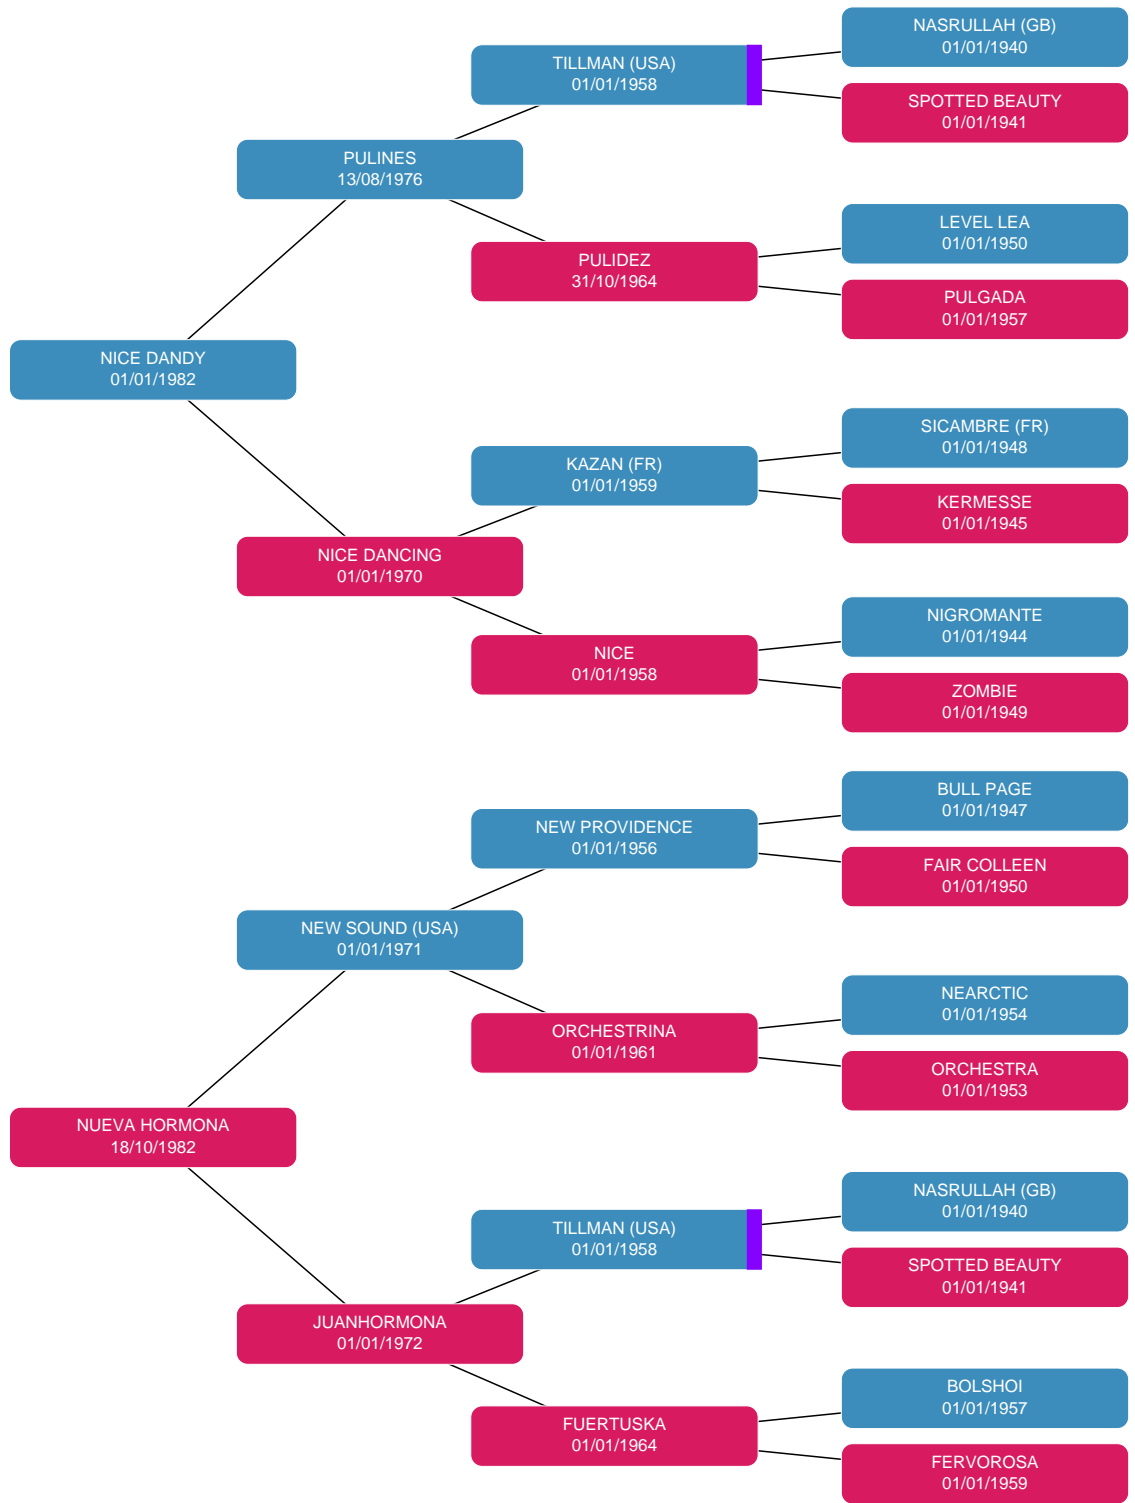 NASRULLAH (GB)
01/01/1940
TILLMAN (USA)
01/01/1958
SPOTTED BEAUTY
01/01/1941
PULINES
13/08/1976
LEVEL LEA
01/01/1950
PULIDEZ
31/10/1964
PULGADA
01/01/1957
NICE DANDY
01/01/1982
SICAMBRE (FR)
01/01/1948
KAZAN (FR)
01/01/1959
KERMESSE
01/01/1945
NICE DANCING
01/01/1970
NIGROMANTE
01/01/1944
NICE
01/01/1958
ZOMBIE
01/01/1949
BULL PAGE
01/01/1947
NEW PROVIDENCE
01/01/1956
FAIR COLLEEN
01/01/1950
NEW SOUND (USA)
01/01/1971
NEARCTIC
01/01/1954
ORCHESTRINA
01/01/1961
ORCHESTRA
01/01/1953
NUEVA HORMONA
18/10/1982
NASRULLAH (GB)
01/01/1940
TILLMAN (USA)
01/01/1958
SPOTTED BEAUTY
01/01/1941
JUANHORMONA
01/01/1972
BOLSHOI
01/01/1957
FUERTUSKA
01/01/1964
FERVOROSA
01/01/1959